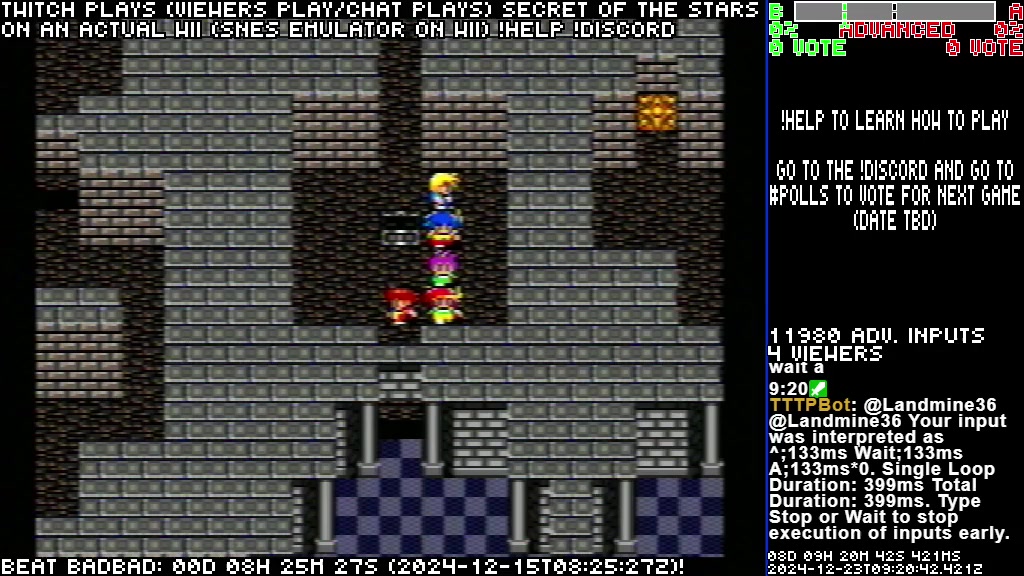 TWITCH PLAYS (VIEWERS PLAY/CHAT PLAYS) SECRET OF THE STARS
ON AN ACTUAL WII (SNES EMULATOR ON WII) !HELP !DISCORD
B A
0% ADVANCED 0%
0 VOTE 0 VOTE
!HELP TO LEARN HOW TO PLAY
GO TO THE !DISCORD AND GO TO
#POLLS TO VOTE FOR NEXT GAME
(DATE TBD)
11980 ADV. INPUTS
4 VIEWERS
wait a
9:20
TTTPBot: @Landmine36
@Landmine36 Your input
was interpreted as
^;133ms Wait;133ms
A;133ms*0. Single Loop
Duration: 399ms Total
Duration: 399ms. Type
Stop or Wait to stop
execution of inputs early.
08D 09H 20M 42S 421MS
2024-12-23T09:20:42.421Z
BEAT BADBAD: 00D 08H 25M 27S (2024-12-15T08:25:27Z)!